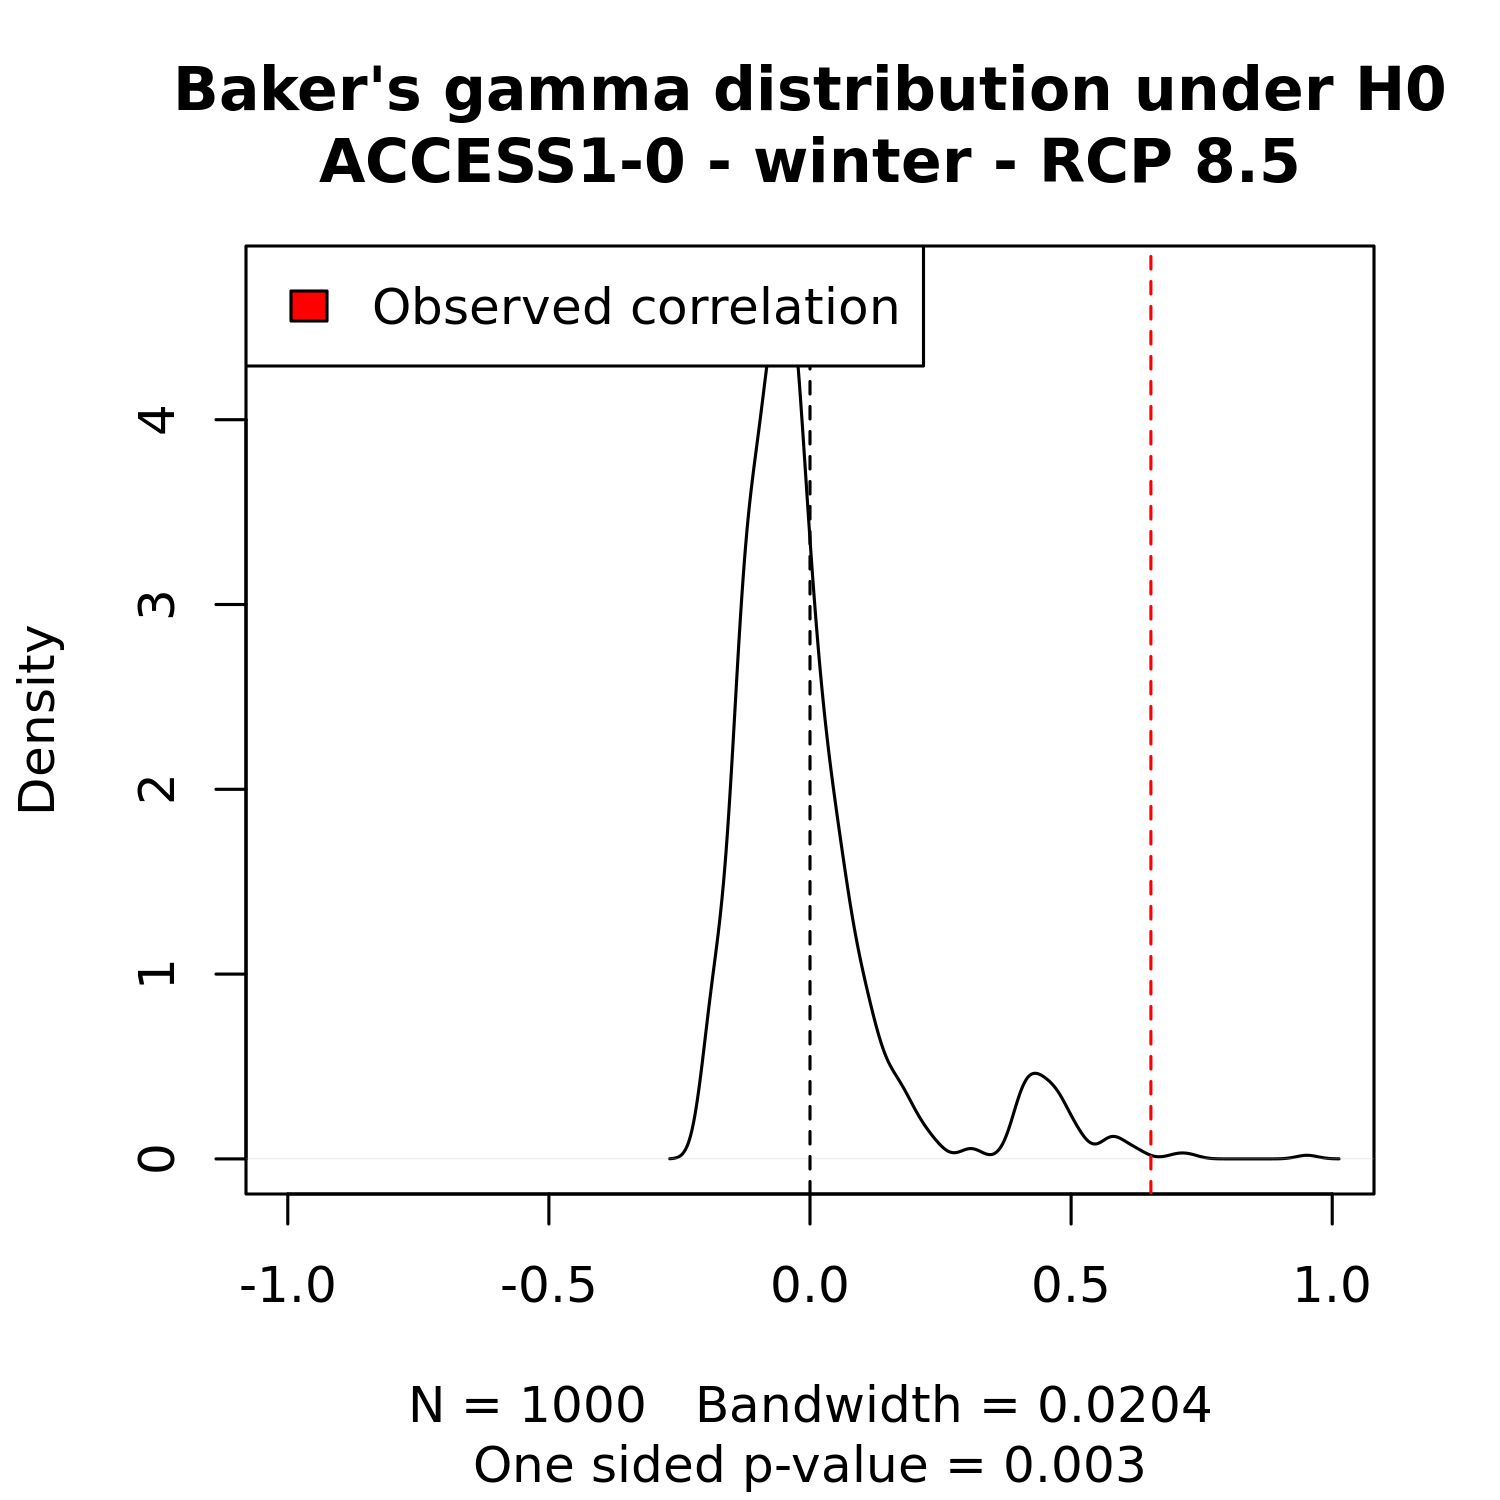 Baker's gamma distribution under H0
ACCESS1-0 - winter - RCP 8.5
Observed correlation
Density
4
3
2
1
0
-1.0 -0.5 0.0 0.5 1.0
N = 1000 Bandwidth = 0.0204
One sided p-value = 0.003